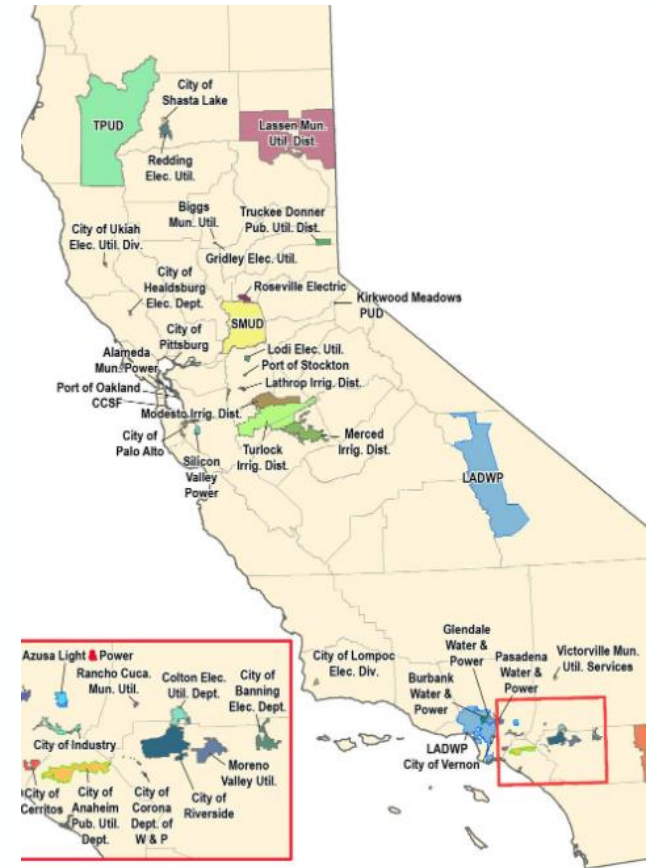 City of
Shasta Lake
TPUD
Lassen Mun.
Util. Dist.
Redding
Elec. Util.
Biggs
Mun. Util.
Truckee Donner
Pub. Util. Dist.
City of Ukiah
Elec. Util. Div.
Gridley Elec. Util.
City of
Healdsburg
Elec. Dept.
Roseville Electric
Kirkwood Meadows
PUD
City of
Pittsburg
SMUD
Alameda
Mun. Power
Lodi Elec. Util.
Port of Stockton
Port of Oakland
Lathrop Irrig. Dist.
CCSF
Modesto Irrig. Dist.
City of
Palo Alto
Silicon
Valley
Power
Turlock
Irrig. Dist.
Merced
Irrig. Dist.
LADWP
Glendale
Water &
Power
City of Lompoc
Elec. Div.
Burbank
Water &
Power
Pasadena
Water &
Power
Victorville Mun.
Util. Services
LADWP
City of Vernon
Azusa Light & Power
Rancho Cuca.
Mun. Util.
Colton Elec.
Util. Dept.
City of
Banning
Elec. Dept.
City of Industry
Moreno
Valley Util.
City of
Cerritos
City of
Anaheim
Pub. Util.
Dept.
City of
Corona
Dept. of
W & P
City of
Riverside